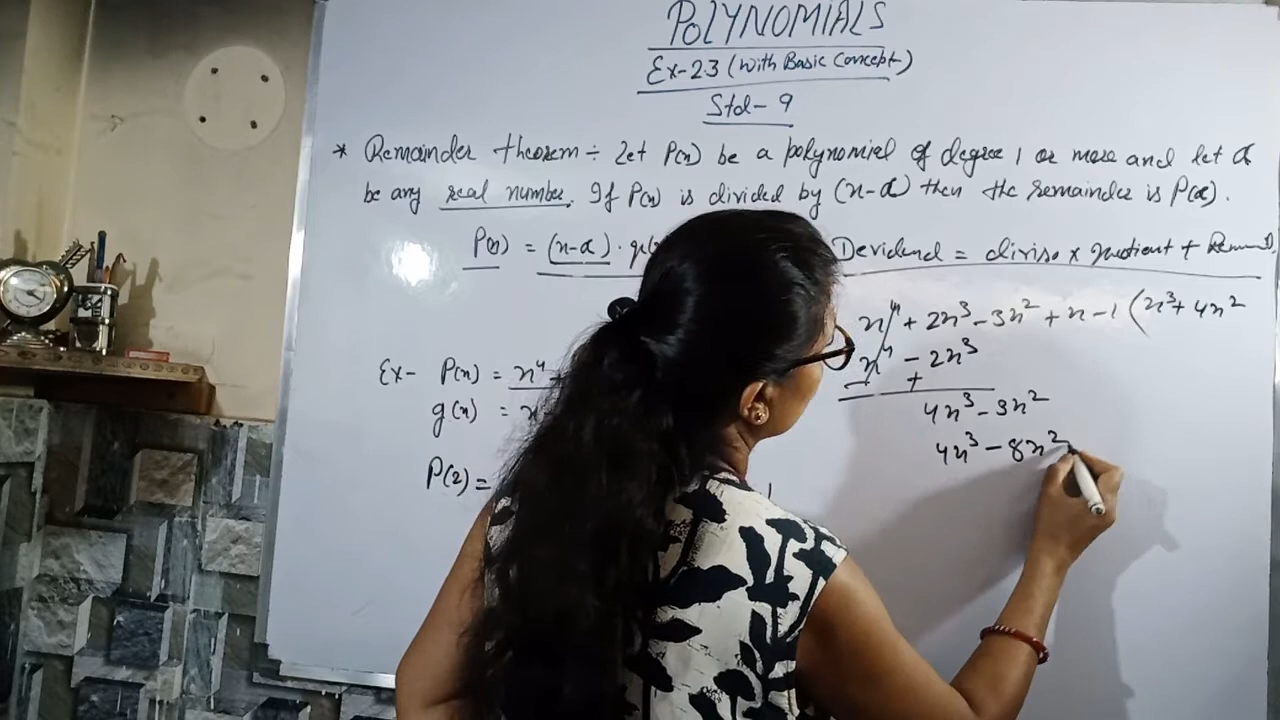 POLYNOMIALS
Ex-2.3 (With Basic Concept)
Std- 9
* Remainder theorem ÷ Let P(x) be a polynomial of degree 1 or more and let α
be any real number. If P(x) is divided by (x-α) then the remainder is P(α).
P(x) = (x-α) . q(x
Devidend = diviso x quotient +
x⁴ + 2x³ - 3x² + x - 1 ( x³ + 4x²
x⁴ - 2x³
- +
4x³ - 3x²
4x³ - 8x²
Ex- P(x) = x⁴ +
g(x) = x-
P(2) =